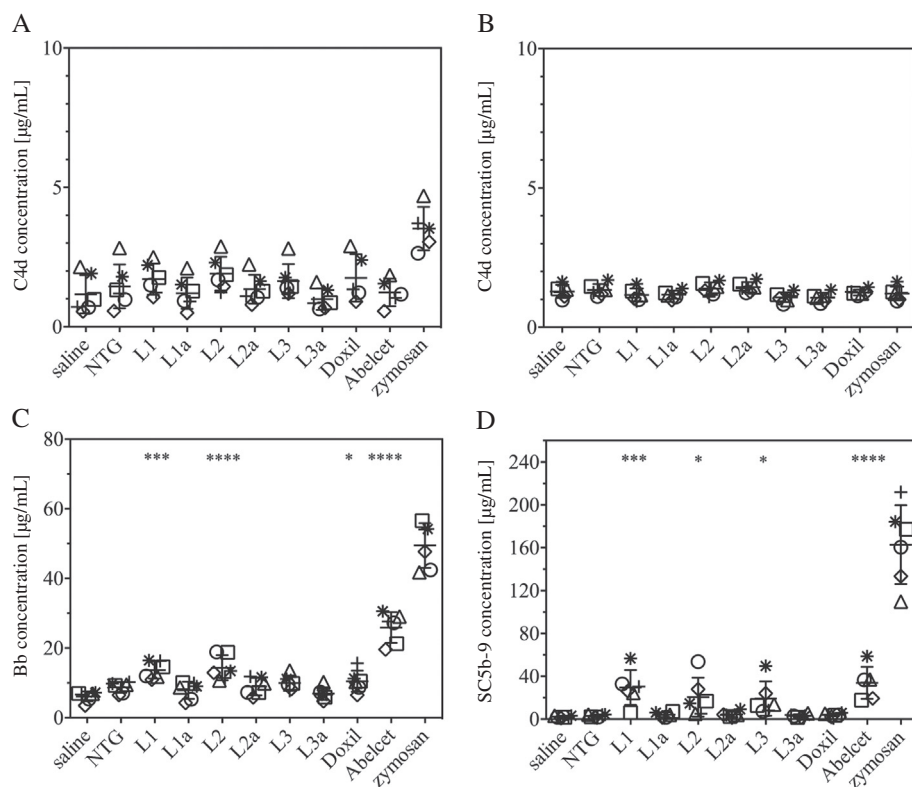 A
C4d concentration [µg/mL]
10
5
0
saline
NTG
L1
L1a
L2
L2a
L3
L3a
Doxil
Abelcet
zymosan
B
C4d concentration [µg/mL]
10
5
0
saline
NTG
L1
L1a
L2
L2a
L3
L3a
Doxil
zymosan
C
Bb concentration [µg/mL]
80
60
40
20
0
***
****
*
****
saline
NTG
L1
L1a
L2
L2a
L3
L3a
Doxil
Abelcet
zymosan
D
SC5b-9 concentration [µg/mL]
240
200
160
120
80
40
0
***
*
*
****
saline
NTG
L1
L1a
L2
L2a
L3
L3a
Doxil
Abelcet
zymosan